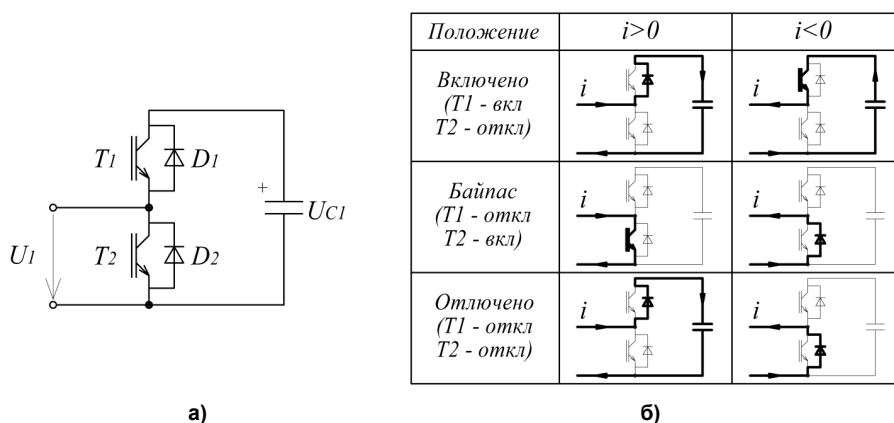 T1
D1
T2
D2
+
UC1
U1
а)
Положение
i>0
i<0
Включено
(T1 - вкл
T2 - откл)
i
i
Байпас
(T1 - откл
T2 - вкл)
i
i
Отлючено
(T1 - откл
T2 - откл)
i
i
б)